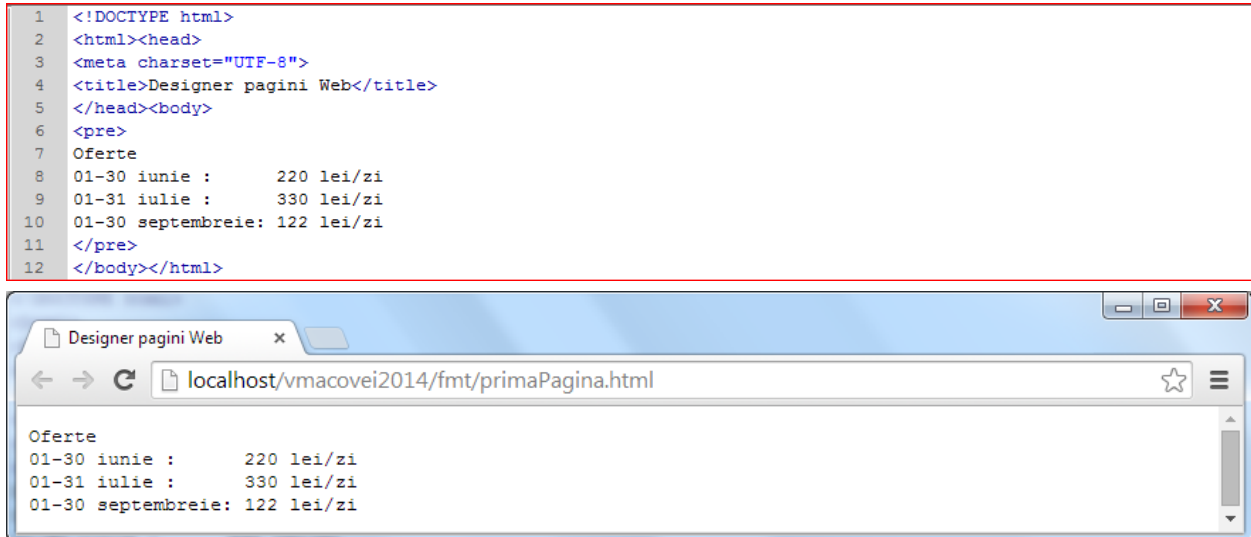 1 <!DOCTYPE html>
2 <html><head>
3 <meta charset="UTF-8">
4 <title>Designer pagini Web</title>
5 </head><body>
6 <pre>
7 Oferte
8 01-30 iunie :      220 lei/zi
9 01-31 iulie :      330 lei/zi
10 01-30 septembreie: 122 lei/zi
11 </pre>
12 </body></html>
Designer pagini Web
localhost/vmacovei2014/fmt/primaPagina.html
Oferte
01-30 iunie :      220 lei/zi
01-31 iulie :      330 lei/zi
01-30 septembreie: 122 lei/zi